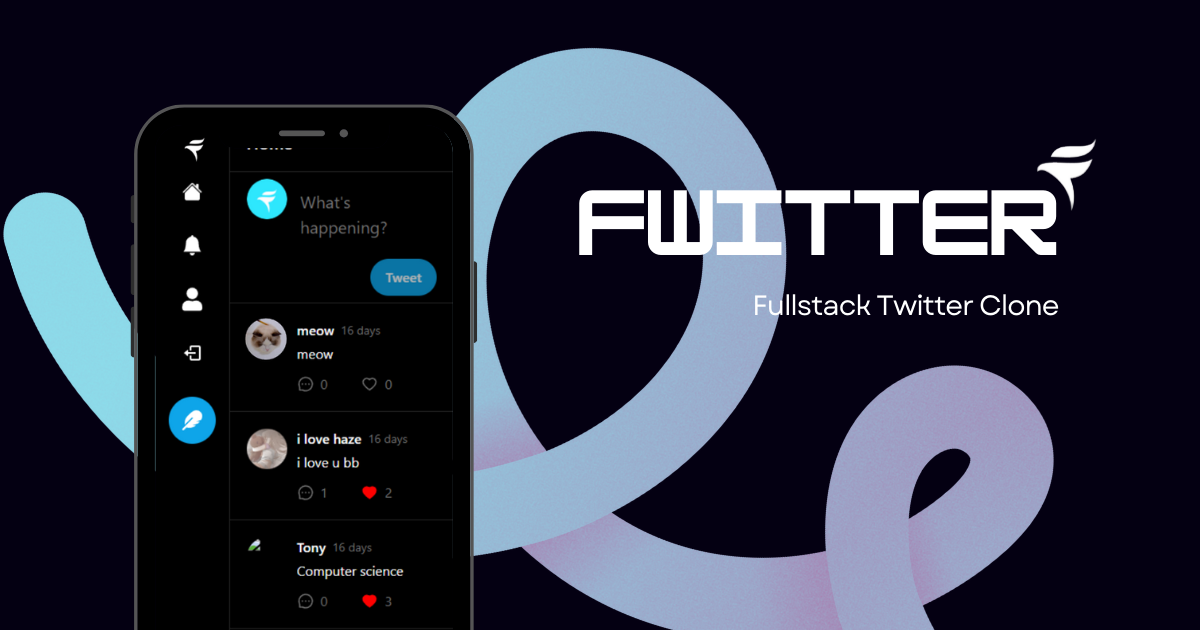 What's
happening?
Tweet
meow 16 days
meow
0 0
i love haze 16 days
i love u bb
1 2
Tony 16 days
Computer science
0 3
FWITTER
Fullstack Twitter Clone